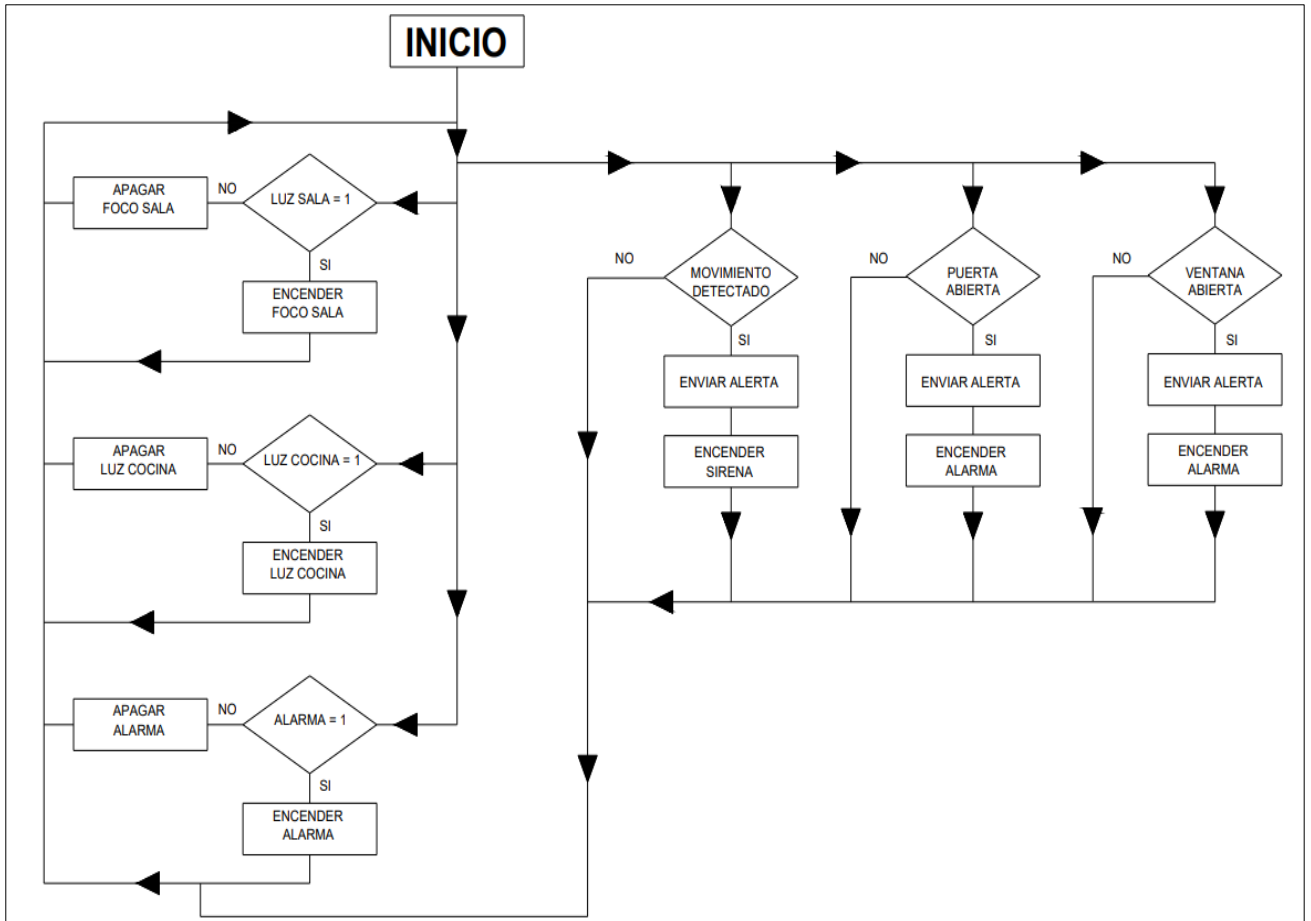 INICIO
APAGAR
FOCO SALA
NO
LUZ SALA = 1
SI
ENCENDER
FOCO SALA
APAGAR
LUZ COCINA
NO
LUZ COCINA = 1
SI
ENCENDER
LUZ COCINA
APAGAR
ALARMA
NO
ALARMA = 1
SI
ENCENDER
ALARMA
NO
MOVIMIENTO
DETECTADO
SI
ENVIAR ALERTA
ENCENDER
SIRENA
NO
PUERTA
ABIERTA
SI
ENVIAR ALERTA
ENCENDER
ALARMA
NO
VENTANA
ABIERTA
SI
ENVIAR ALERTA
ENCENDER
ALARMA